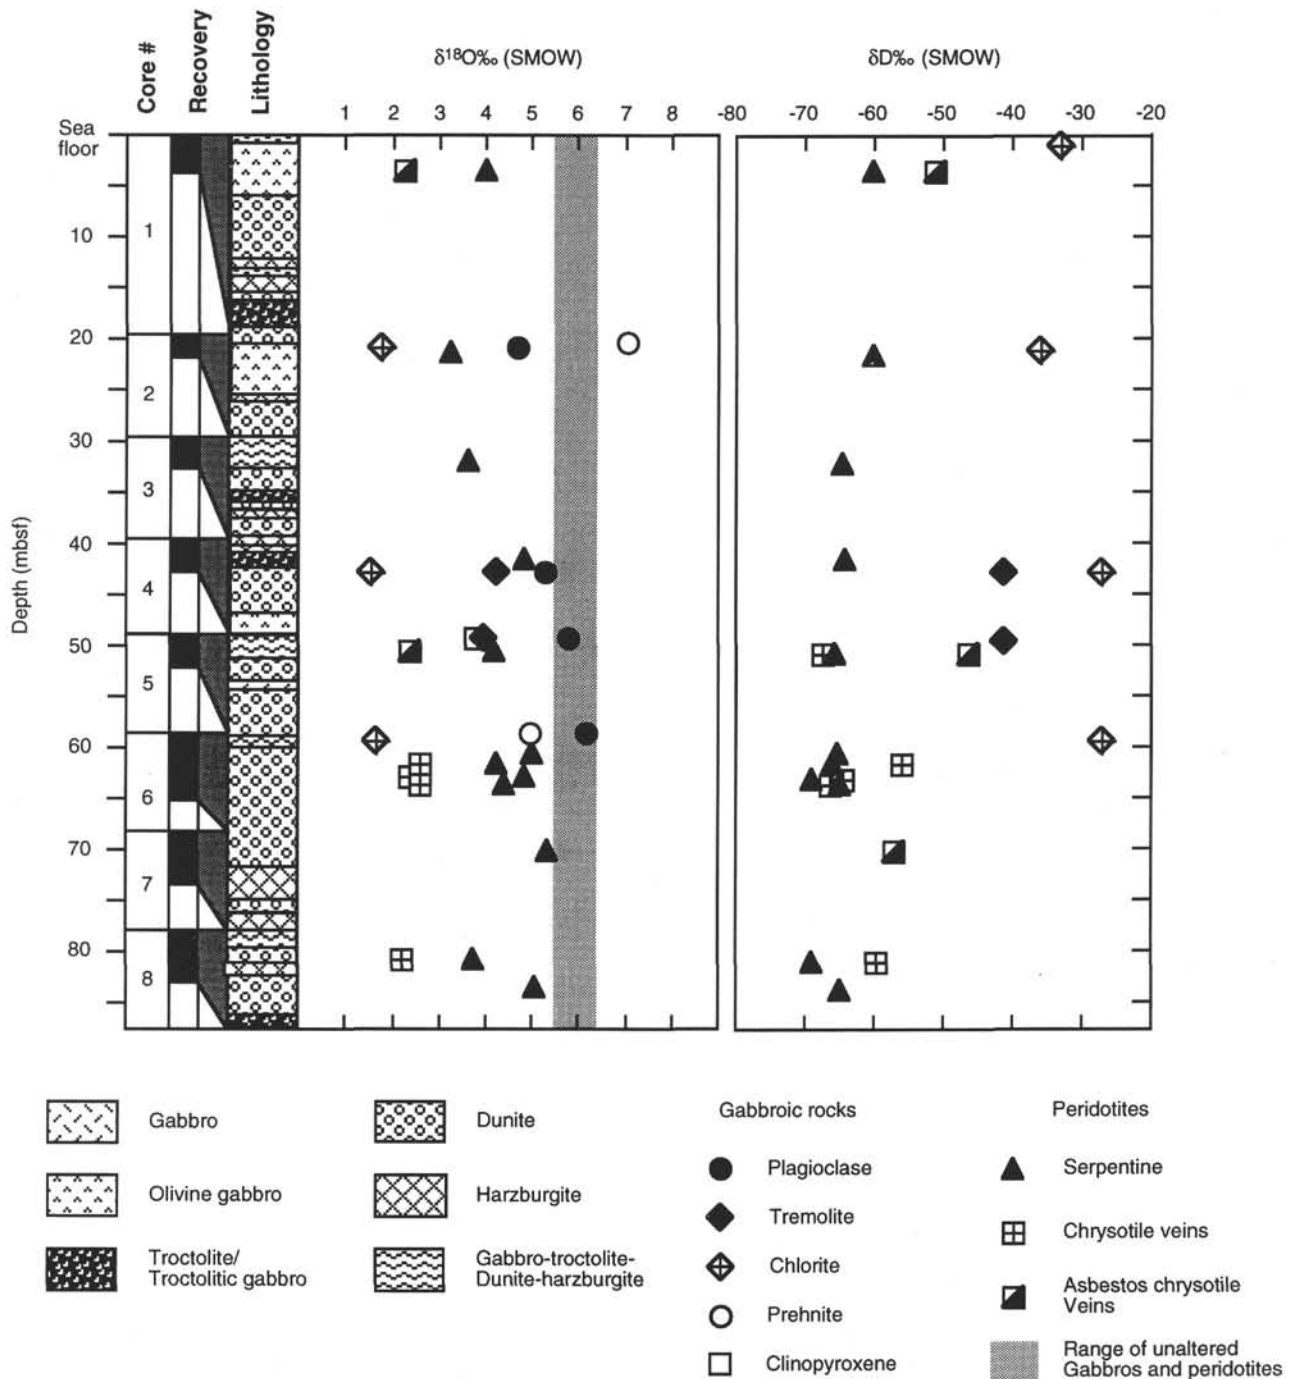 Core #
Recovery
Lithology
δ18O‰ (SMOW)
δD‰ (SMOW)
1 2 3 4 5 6 7 8
-80 -70 -60 -50 -40 -30 -20
Sea
floor
10
20
30
40
50
60
70
80
Depth (mbsf)
1
2
3
4
5
6
7
8
Gabbro
Olivine gabbro
Troctolite/
Troctolitic gabbro
Dunite
Harzburgite
Gabbro-troctolite-
Dunite-harzburgite
Gabbroic rocks
Plagioclase
Tremolite
Chlorite
Prehnite
Clinopyroxene
Peridotites
Serpentine
Chrysotile veins
Asbestos chrysotile
Veins
Range of unaltered
Gabbros and peridotites